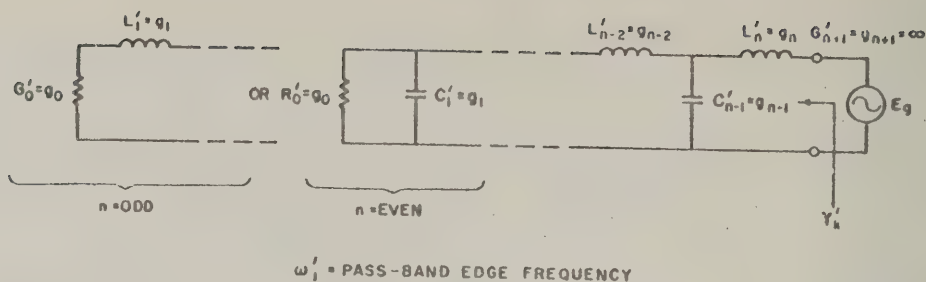 L'₁=g₁
L'ₙ₋₂=gₙ₋₂
L'ₙ=gₙ G'ₙ₊₁=gₙ₊₁=∞
G'₀=g₀
OR R'₀=g₀
C'₁=g₁
C'ₙ₋₁=gₙ₋₁
Eg
n=ODD
n=EVEN
ω'₁ = PASS-BAND EDGE FREQUENCY